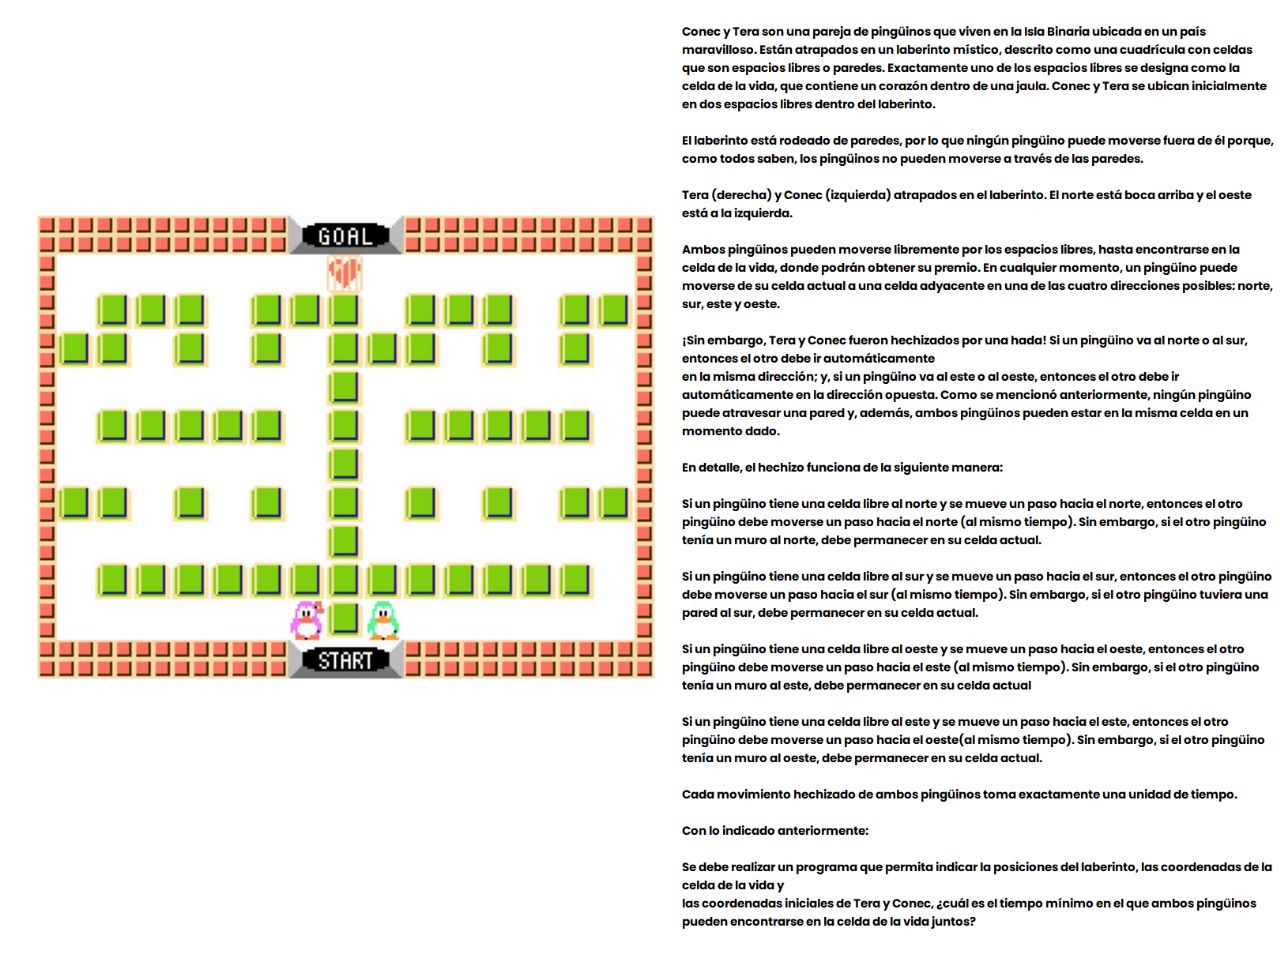 GOAL
START
Conec y Tera son una pareja de pingüinos que viven en la Isla Binaria ubicada en un país
maravilloso. Están atrapados en un laberinto místico, descrito como una cuadrícula con celdas
que son espacios libres o paredes. Exactamente uno de los espacios libres se designa como la
celda de la vida, que contiene un corazón dentro de una jaula. Conec y Tera se ubican inicialmente
en dos espacios libres dentro del laberinto.
El laberinto está rodeado de paredes, por lo que ningún pingüino puede moverse fuera de él porque,
como todos saben, los pingüinos no pueden moverse a través de las paredes.
Tera (derecha) y Conec (izquierda) atrapados en el laberinto. El norte está boca arriba y el oeste
está a la izquierda.
Ambos pingüinos pueden moverse libremente por los espacios libres, hasta encontrarse en la
celda de la vida, donde podrán obtener su premio. En cualquier momento, un pingüino puede
moverse de su celda actual a una celda adyacente en una de las cuatro direcciones posibles: norte,
sur, este y oeste.
¡Sin embargo, Tera y Conec fueron hechizados por una hada! Si un pingüino va al norte o al sur,
entonces el otro debe ir automáticamente
en la misma dirección; y, si un pingüino va al este o al oeste, entonces el otro debe ir
automáticamente en la dirección opuesta. Como se mencionó anteriormente, ningún pingüino
puede atravesar una pared y, además, ambos pingüinos pueden estar en la misma celda en un
momento dado.
En detalle, el hechizo funciona de la siguiente manera:
Si un pingüino tiene una celda libre al norte y se mueve un paso hacia el norte, entonces el otro
pingüino debe moverse un paso hacia el norte (al mismo tiempo). Sin embargo, si el otro pingüino
tenía un muro al norte, debe permanecer en su celda actual.
Si un pingüino tiene una celda libre al sur y se mueve un paso hacia el sur, entonces el otro pingüino
debe moverse un paso hacia el sur (al mismo tiempo). Sin embargo, si el otro pingüino tuviera una
pared al sur, debe permanecer en su celda actual.
Si un pingüino tiene una celda libre al oeste y se mueve un paso hacia el oeste, entonces el otro
pingüino debe moverse un paso hacia el este (al mismo tiempo). Sin embargo, si el otro pingüino
tenía un muro al este, debe permanecer en su celda actual
Si un pingüino tiene una celda libre al este y se mueve un paso hacia el este, entonces el otro
pingüino debe moverse un paso hacia el oeste(al mismo tiempo). Sin embargo, si el otro pingüino
tenía un muro al oeste, debe permanecer en su celda actual.
Cada movimiento hechizado de ambos pingüinos toma exactamente una unidad de tiempo.
Con lo indicado anteriormente:
Se debe realizar un programa que permita indicar la posiciones del laberinto, las coordenadas de la
celda de la vida y
las coordenadas iniciales de Tera y Conec, ¿cuál es el tiempo mínimo en el que ambos pingüinos
pueden encontrarse en la celda de la vida juntos?